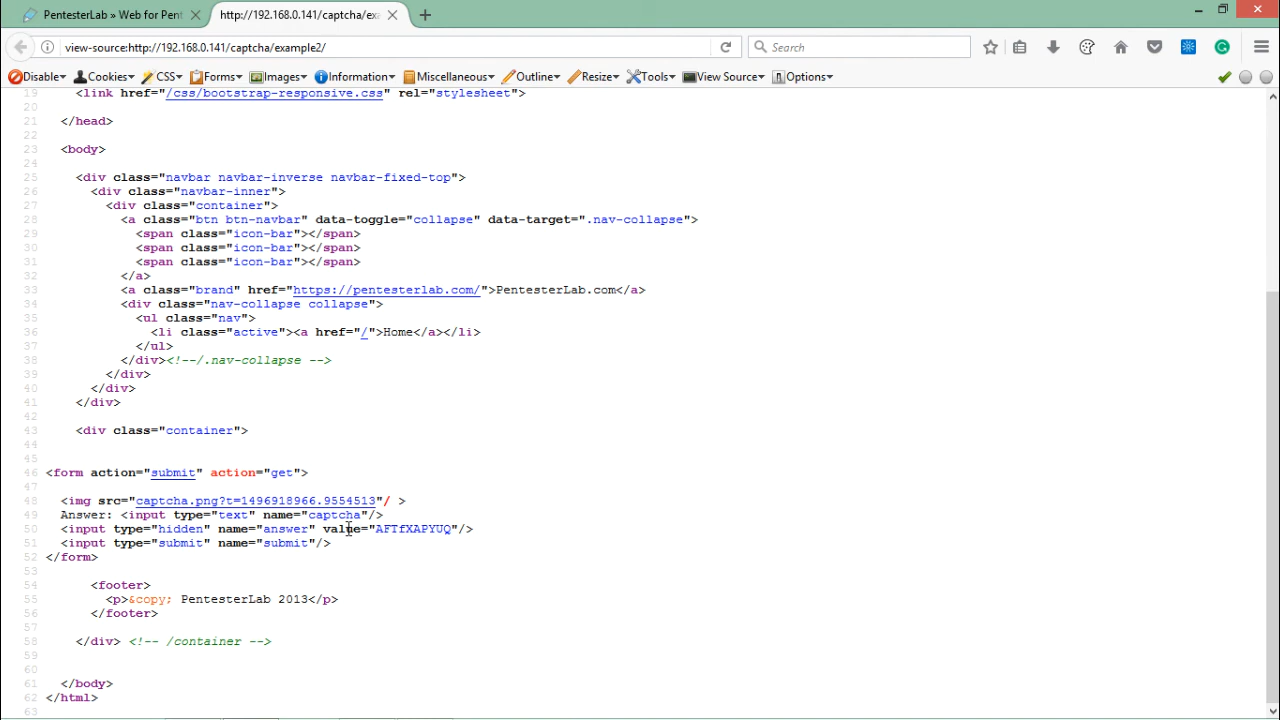 PentesterLab » Web for Pent
http://192.168.0.141/captcha/exa
view-source:http://192.168.0.141/captcha/example2/
Search
Disable Cookies CSS Forms Images Information Miscellaneous Outline Resize Tools View Source Options
19 <link href="/css/bootstrap-responsive.css" rel="stylesheet">
20
21 </head>
22
23 <body>
24
25 <div class="navbar navbar-inverse navbar-fixed-top">
26 <div class="navbar-inner">
27 <div class="container">
28 <a class="btn btn-navbar" data-toggle="collapse" data-target=".nav-collapse">
29 <span class="icon-bar"></span>
30 <span class="icon-bar"></span>
31 <span class="icon-bar"></span>
32 </a>
33 <a class="brand" href="https://pentesterlab.com/">PentesterLab.com</a>
34 <div class="nav-collapse collapse">
35 <ul class="nav">
36 <li class="active"><a href="/">Home</a></li>
37 </ul>
38 </div><!--/.nav-collapse -->
39 </div>
40 </div>
41 </div>
42
43 <div class="container">
44
45
46 <form action="submit" action="get">
47
48 <img src="captcha.png?t=1496918966.9554513"/ >
49 Answer: <input type="text" name="captcha"/>
50 <input type="hidden" name="answer" value="AFTfXAPYUQ"/>
51 <input type="submit" name="submit"/>
52 </form>
53
54 <footer>
55 <p>&copy; PentesterLab 2013</p>
56 </footer>
57
58 </div> <!-- /container -->
59
60
61 </body>
62 </html>
63